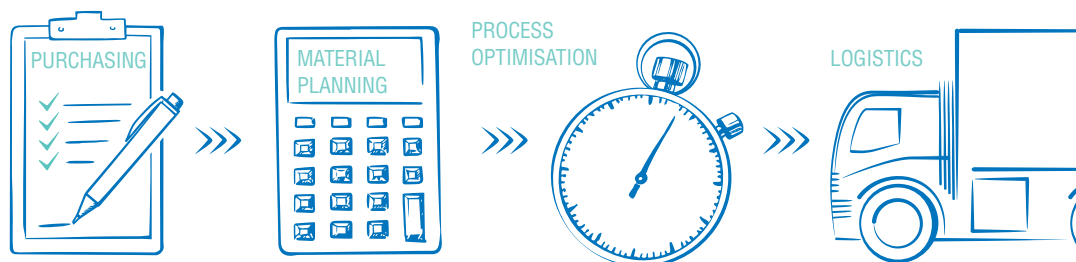 PURCHASING
MATERIAL
PLANNING
PROCESS
OPTIMISATION
LOGISTICS